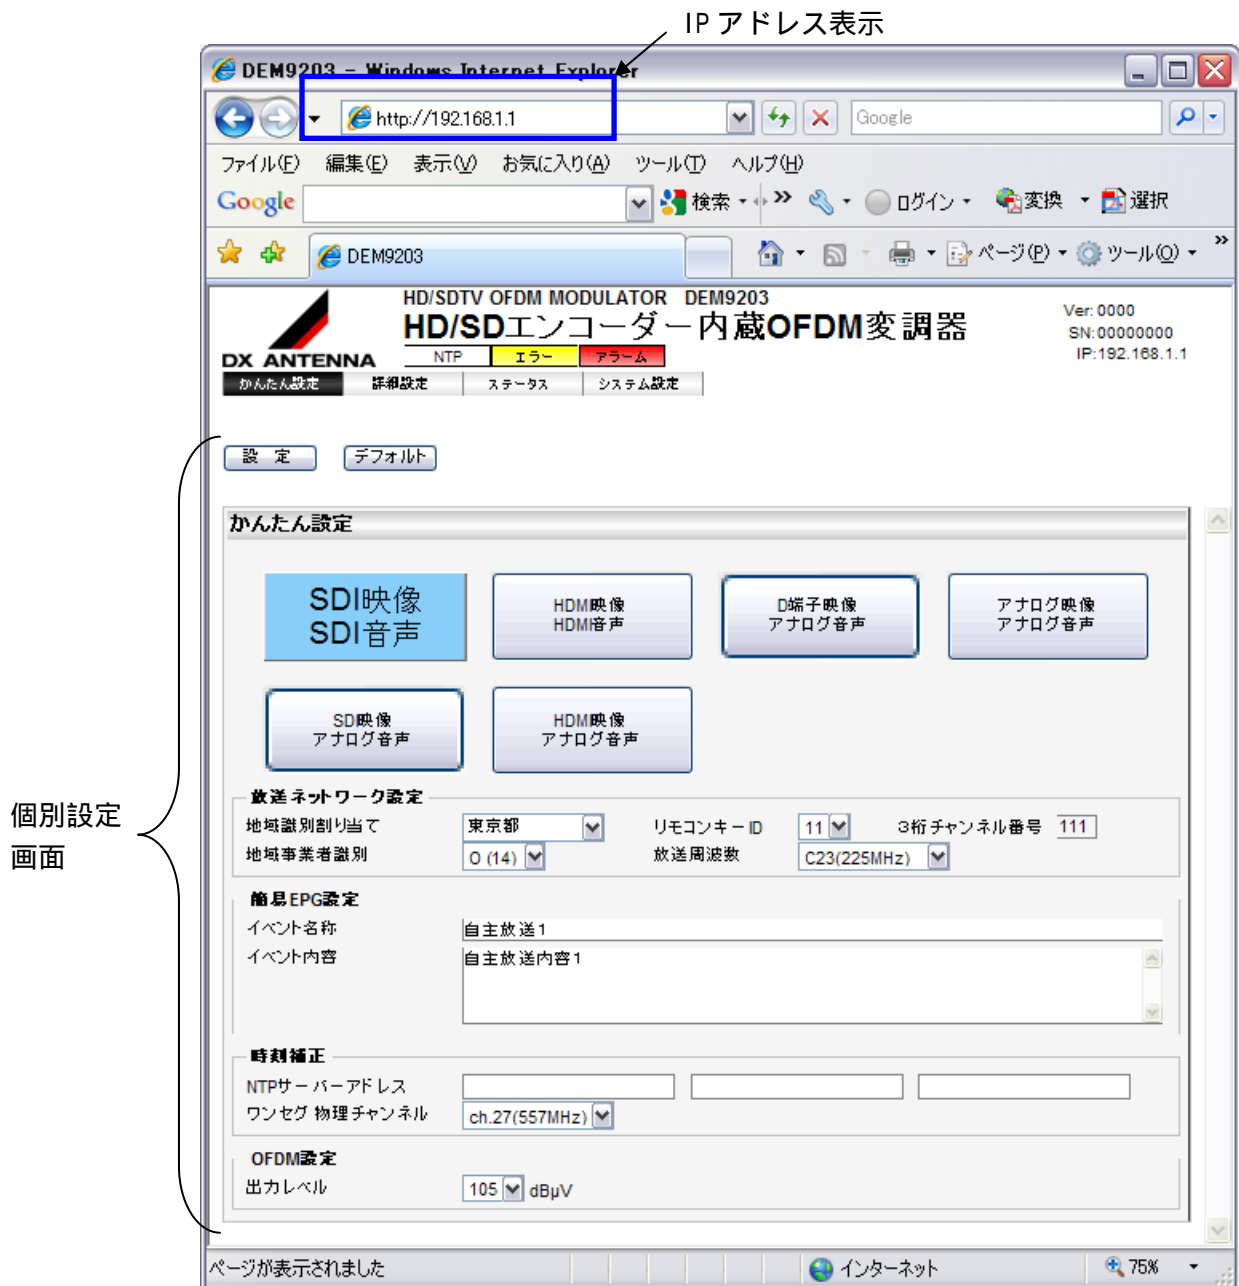 IP アドレス表示
DEM9203 - Windows Internet Explorer
http://192.168.1.1
Google
ファイル(F) 編集(E) 表示(V) お気に入り(A) ツール(T) ヘルプ(H)
Google 検索 ログイン 変換 選択
DEM9203 ページ(P) ツール(O)
HD/SDTV OFDM MODULATOR DEM9203
HD/SDエンコーダー内蔵OFDM変調器
Ver: 0000
SN: 00000000
IP:192.168.1.1
DX ANTENNA
NTP エラー アラーム
かんたん設定 詳細設定 ステータス システム設定
設 定 デフォルト
かんたん設定
SDI映像
SDI音声
HDMI映像
HDMI音声
D端子映像
アナログ音声
アナログ映像
アナログ音声
SDI映像
アナログ音声
HDMI映像
アナログ音声
個別設定
画面
放送ネットワーク設定
地域識別割り当て 東京都 リモコンキーID 11 3桁チャンネル番号 111
地域事業者識別 O (14) 放送周波数 C23(225MHz)
簡易EPG設定
イベント名称 自主放送1
イベント内容 自主放送内容1
時刻補正
NTPサーバーアドレス
ワンセグ物理チャンネル ch.27(557MHz)
OFDM設定
出力レベル 105 dBμV
ページが表示されました インターネット 75%